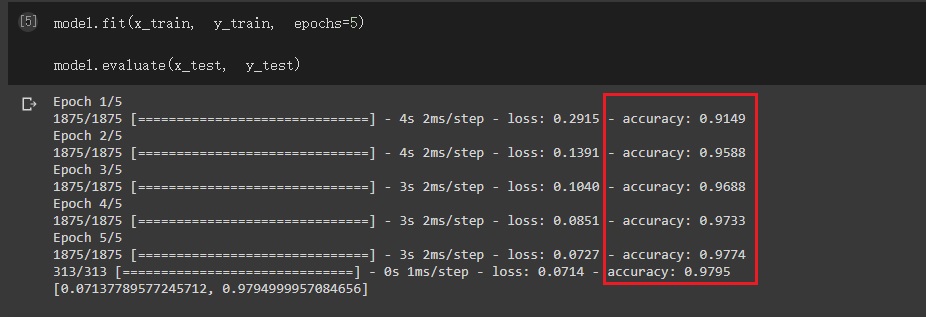 [5] model.fit(x_train, y_train, epochs=5)
model.evaluate(x_test, y_test)
Epoch 1/5
1875/1875 [==============================] - 4s 2ms/step - loss: 0.2915 - accuracy: 0.9149
Epoch 2/5
1875/1875 [==============================] - 4s 2ms/step - loss: 0.1391 - accuracy: 0.9588
Epoch 3/5
1875/1875 [==============================] - 3s 2ms/step - loss: 0.1040 - accuracy: 0.9688
Epoch 4/5
1875/1875 [==============================] - 3s 2ms/step - loss: 0.0851 - accuracy: 0.9733
Epoch 5/5
1875/1875 [==============================] - 3s 2ms/step - loss: 0.0727 - accuracy: 0.9774
313/313 [==============================] - 0s 1ms/step - loss: 0.0714 - accuracy: 0.9795
[0.07137789577245712, 0.9794999957084656]